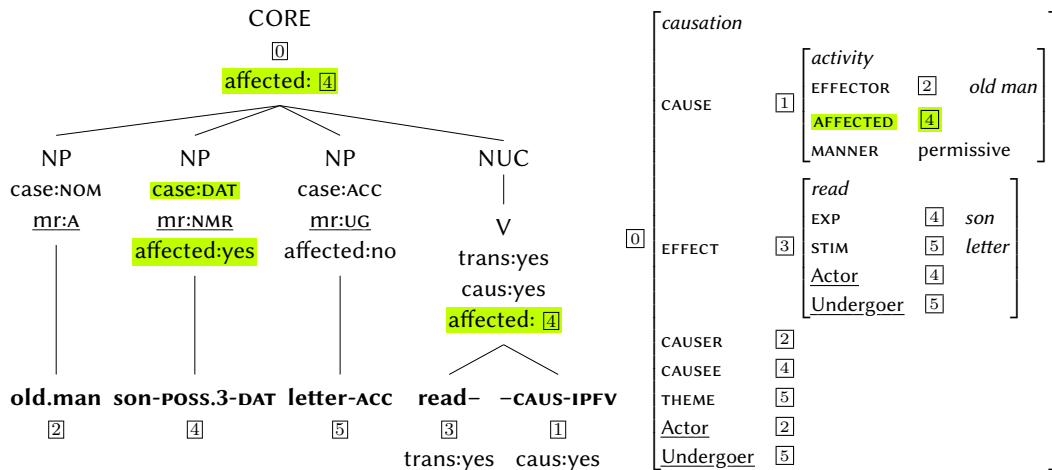 CORE
0
affected: 4
NP NP NP NUC
case:NOM case:DAT case:ACC
mr:A mr:NMR mr:UG V
affected:yes affected:no trans:yes
caus:yes
affected: 4
old.man son-POSS.3-DAT letter-ACC read– –CAUS-IPFV
2 4 5 3 1
trans:yes caus:yes
0
causation
CAUSE 1
activity
EFFECTOR 2 old man
AFFECTED 4
MANNER permissive
EFFECT 3
read
EXP 4 son
STIM 5 letter
Actor 4
Undergoer 5
CAUSER 2
CAUSEE 4
THEME 5
Actor 2
Undergoer 5